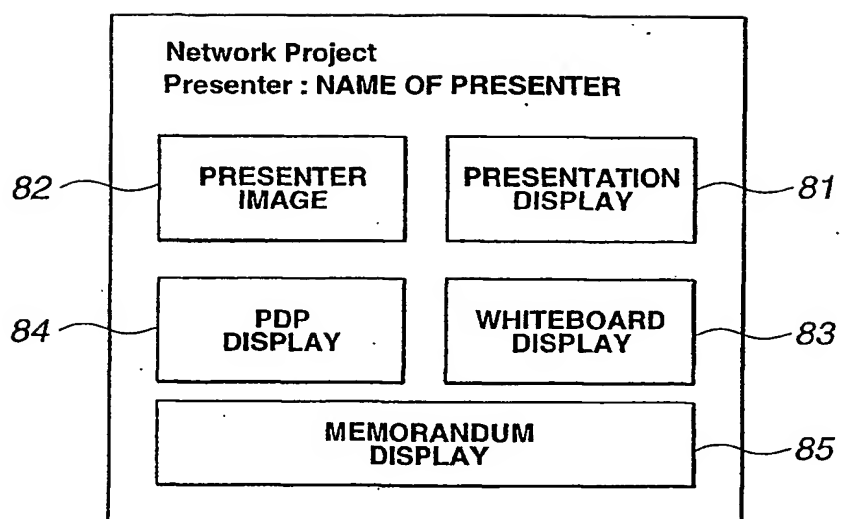 Network Project
Presenter : NAME OF PRESENTER
82
PRESENTER
IMAGE
PRESENTATION
DISPLAY
81
84
PDP
DISPLAY
WHITEBOARD
DISPLAY
83
MEMORANDUM
DISPLAY
85